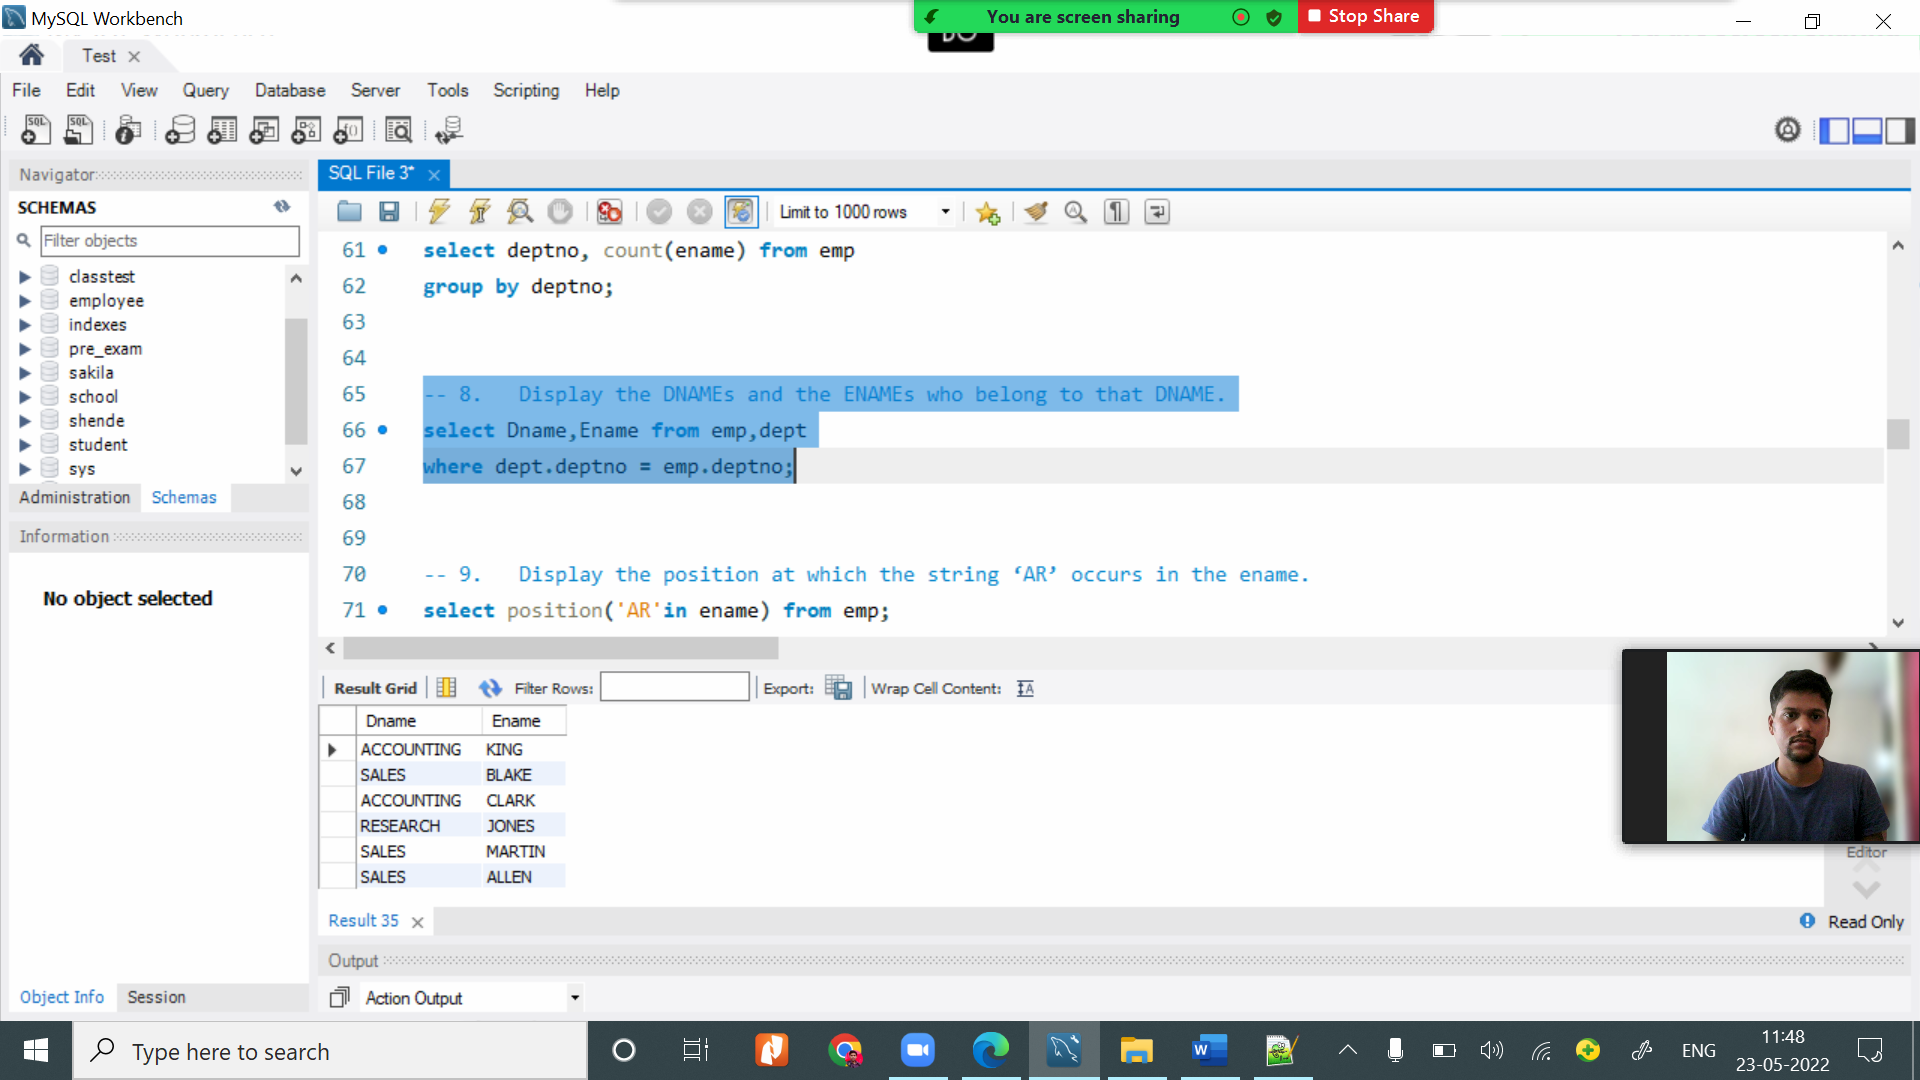 MySQL Workbench
You are screen sharing
Stop Share
Test
File Edit View Query Database Server Tools Scripting Help
Navigator
SCHEMAS
Filter objects
classtest
employee
indexes
pre_exam
sakila
school
shende
student
sys
Administration Schemas
Information
No object selected
Object Info Session
SQL File 3*
Limit to 1000 rows
61 select deptno, count(ename) from emp
62 group by deptno;
63
64
65 -- 8. Display the DNAMEs and the ENAMEs who belong to that DNAME.
66 select Dname,Ename from emp,dept
67 where dept.deptno = emp.deptno;
68
69
70 -- 9. Display the position at which the string ‘AR’ occurs in the ename.
71 select position('AR'in ename) from emp;
Result Grid Filter Rows: Export: Wrap Cell Content:
Dname Ename
ACCOUNTING KING
SALES BLAKE
ACCOUNTING CLARK
RESEARCH JONES
SALES MARTIN
SALES ALLEN
Editor
Result 35
Read Only
Output
Action Output
Type here to search
ENG
11:48
23-05-2022